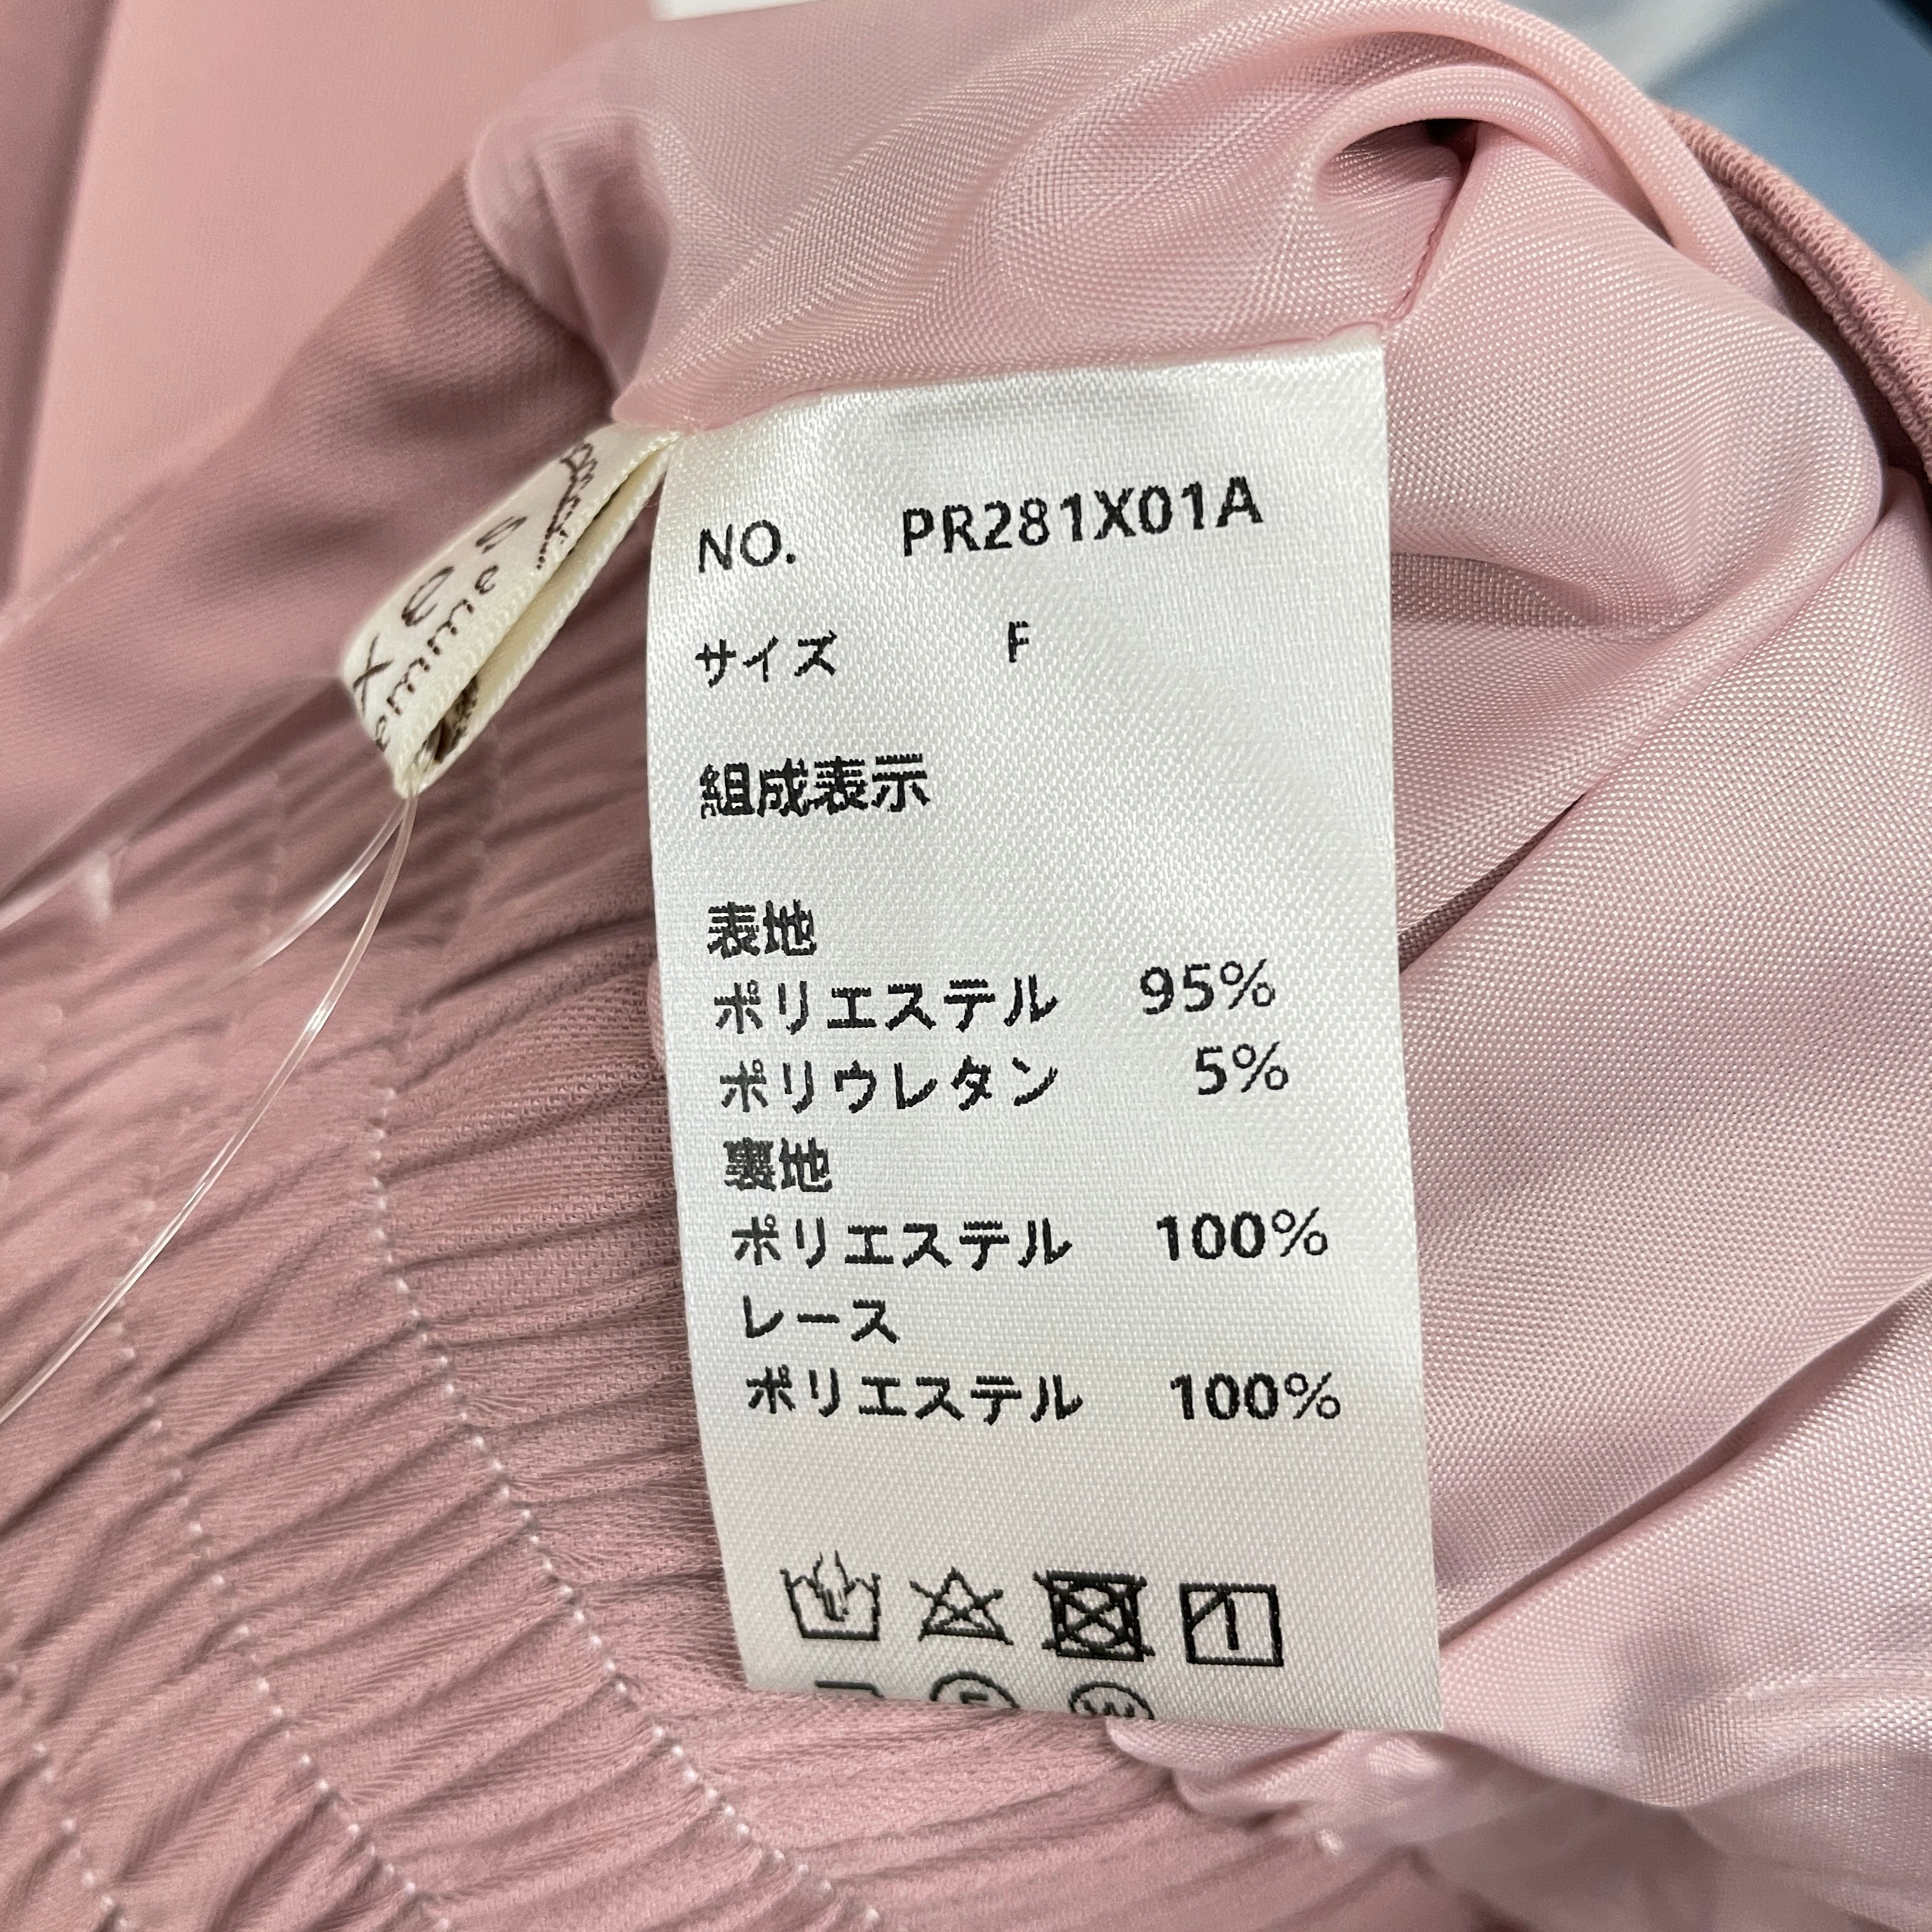 NO. PR281X01A
サイズ F
組成表示
表地
ポリエステル 95%
ポリウレタン 5%
裏地
ポリエステル 100%
レース
ポリエステル 100%